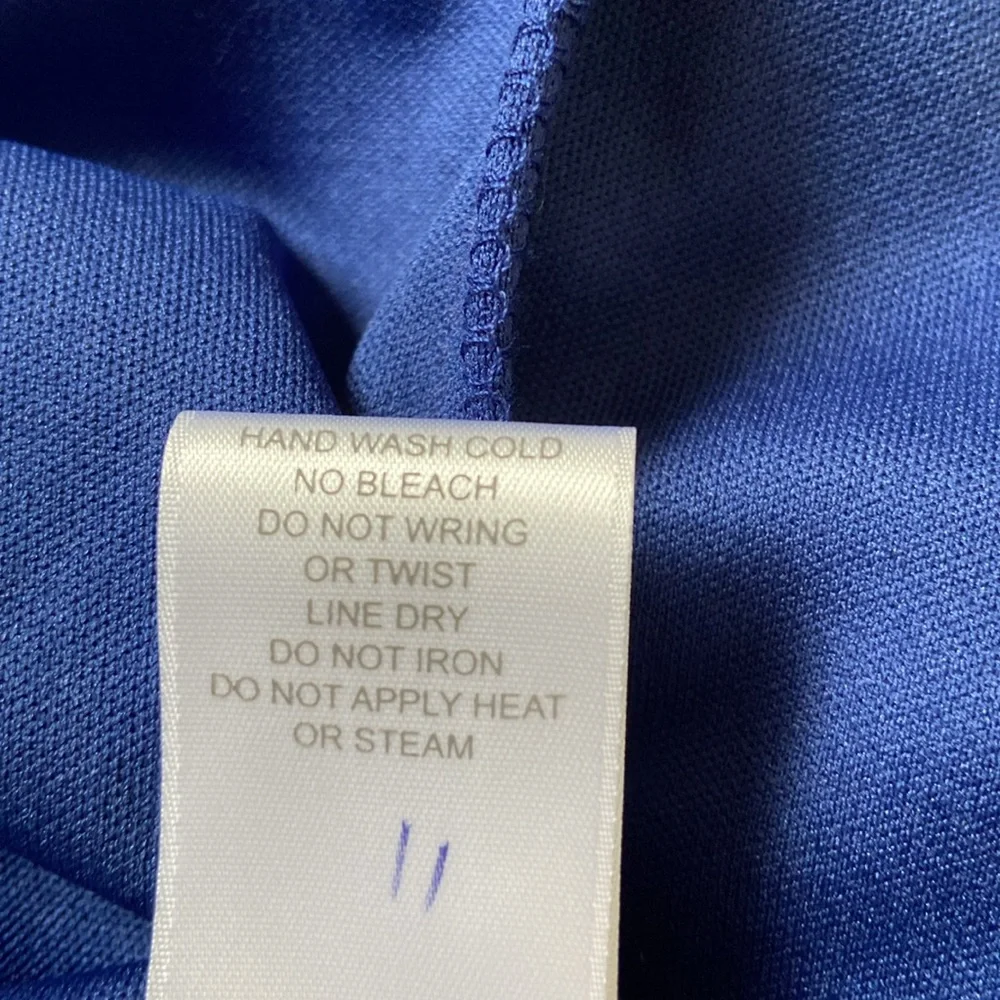 HAND WASH COLD
NO BLEACH
DO NOT WRING
OR TWIST
LINE DRY
DO NOT IRON
DO NOT APPLY HEAT
OR STEAM
11